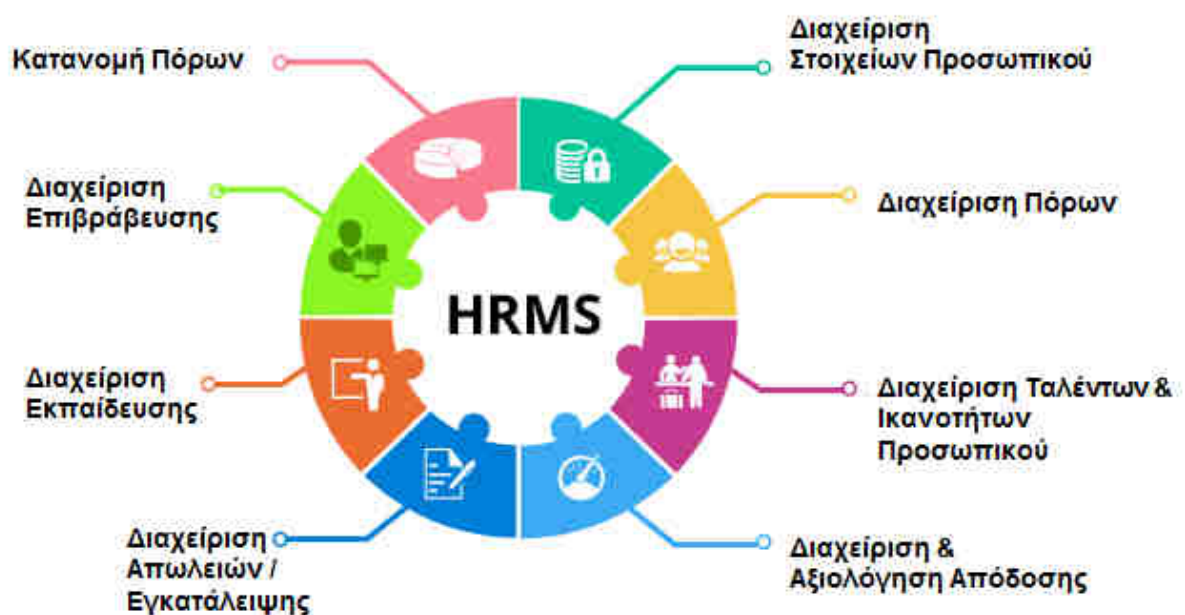 Κατανομή Πόρων
Διαχείριση
Στοιχείων Προσωπικού
Διαχείριση
Επιβράβευσης
Διαχείριση Πόρων
HRMS
Διαχείριση
Εκπαίδευσης
Διαχείριση Ταλέντων &
Ικανοτήτων
Προσωπικού
Διαχείριση
Απωλειών /
Εγκατάλειψης
Διαχείριση &
Αξιολόγηση Απόδοσης